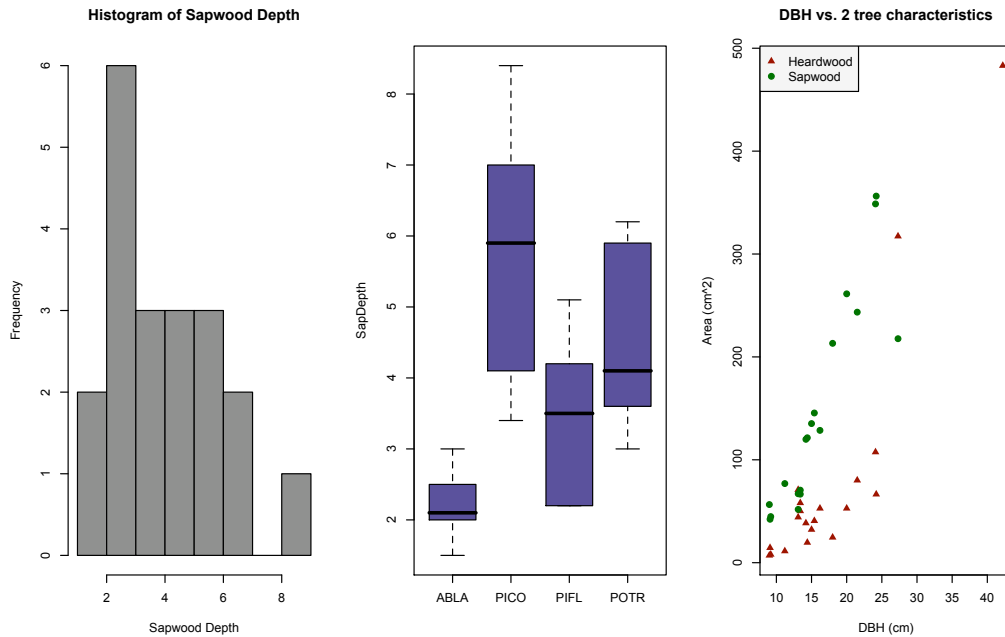 Histogram of Sapwood Depth
Frequency
0
1
2
3
4
5
6
2
4
6
8
Sapwood Depth
SapDepth
2
3
4
5
6
7
8
ABLA
PICO
PIFL
POTR
DBH vs. 2 tree characteristics
Heardwood
Sapwood
Area (cm^2)
0
100
200
300
400
500
10
15
20
25
30
35
40
DBH (cm)